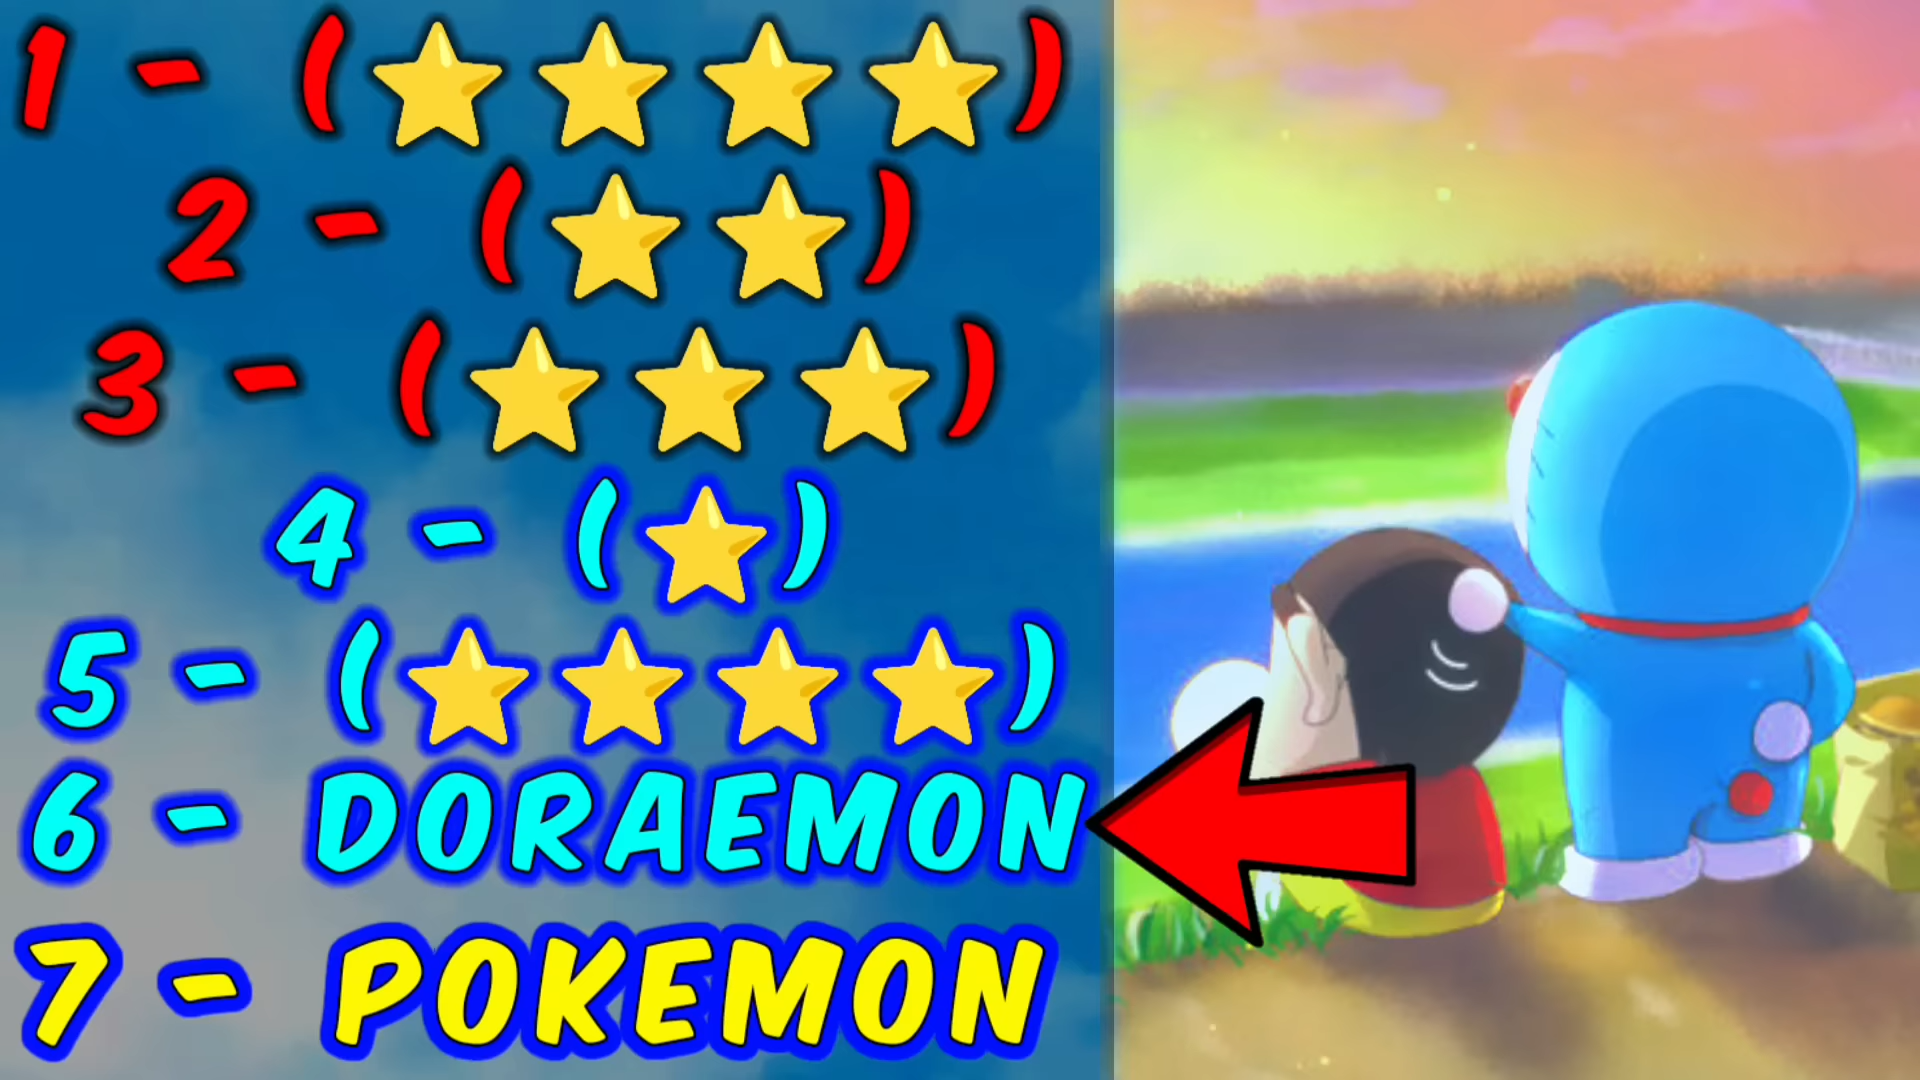 1 - (⭐⭐⭐⭐)
2 - (⭐⭐)
3 - (⭐⭐⭐)
4 - (⭐)
5 - (⭐⭐⭐⭐)
6 - DORAEMON
7 - POKEMON